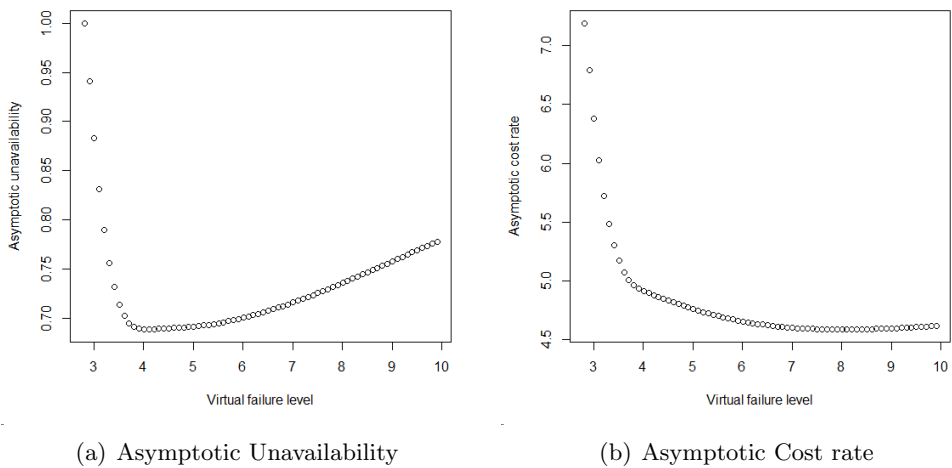 1.00
0.95
0.90
0.85
0.80
0.75
0.70
Asymptotic unavailability
3 4 5 6 7 8 9 10
Virtual failure level
(a) Asymptotic Unavailability
7.0
6.5
6.0
5.5
5.0
4.5
Asymptotic cost rate
3 4 5 6 7 8 9 10
Virtual failure level
(b) Asymptotic Cost rate